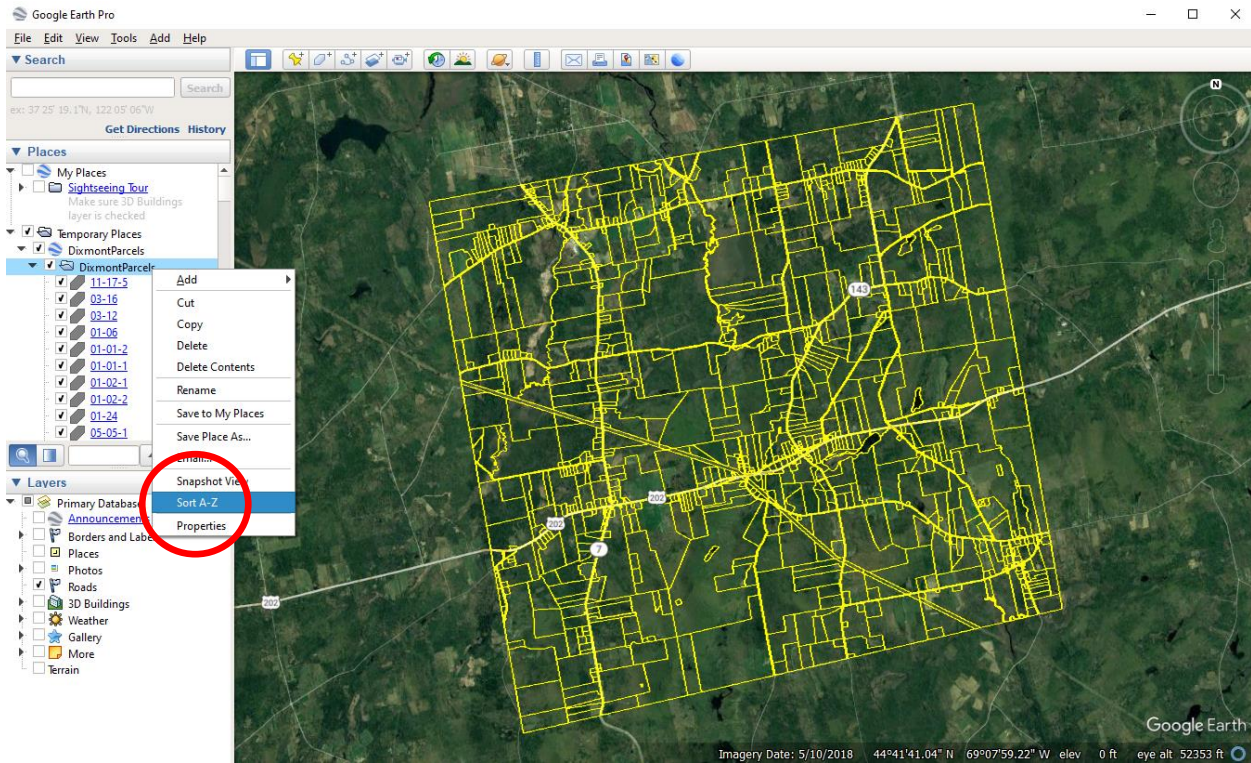 Google Earth Pro
File Edit View Tools Add Help
▼ Search
Search
ex: 37 25' 19.1"N, 122 05' 06"W
Get Directions History
▼ Places
My Places
Sightseeing Tour
Make sure 3D Buildings
layer is checked
Temporary Places
DixmontParcels
DixmontParcels
11-17-5
03-16
03-12
01-06
01-01-2
01-01-1
01-02-1
01-02-2
01-24
05-05-1
Add
Cut
Copy
Delete
Delete Contents
Rename
Save to My Places
Save Place As...
Email...
Snapshot View
Sort A-Z
Properties
▼ Layers
Primary Database
Announcements
Borders and Labe
Places
Photos
Roads
3D Buildings
Weather
Gallery
More
Terrain
N
143
202
202
7
202
Google Earth
Imagery Date: 5/10/2018 44°41'41.04" N 69°07'59.22" W elev 0 ft eye alt 52353 ft